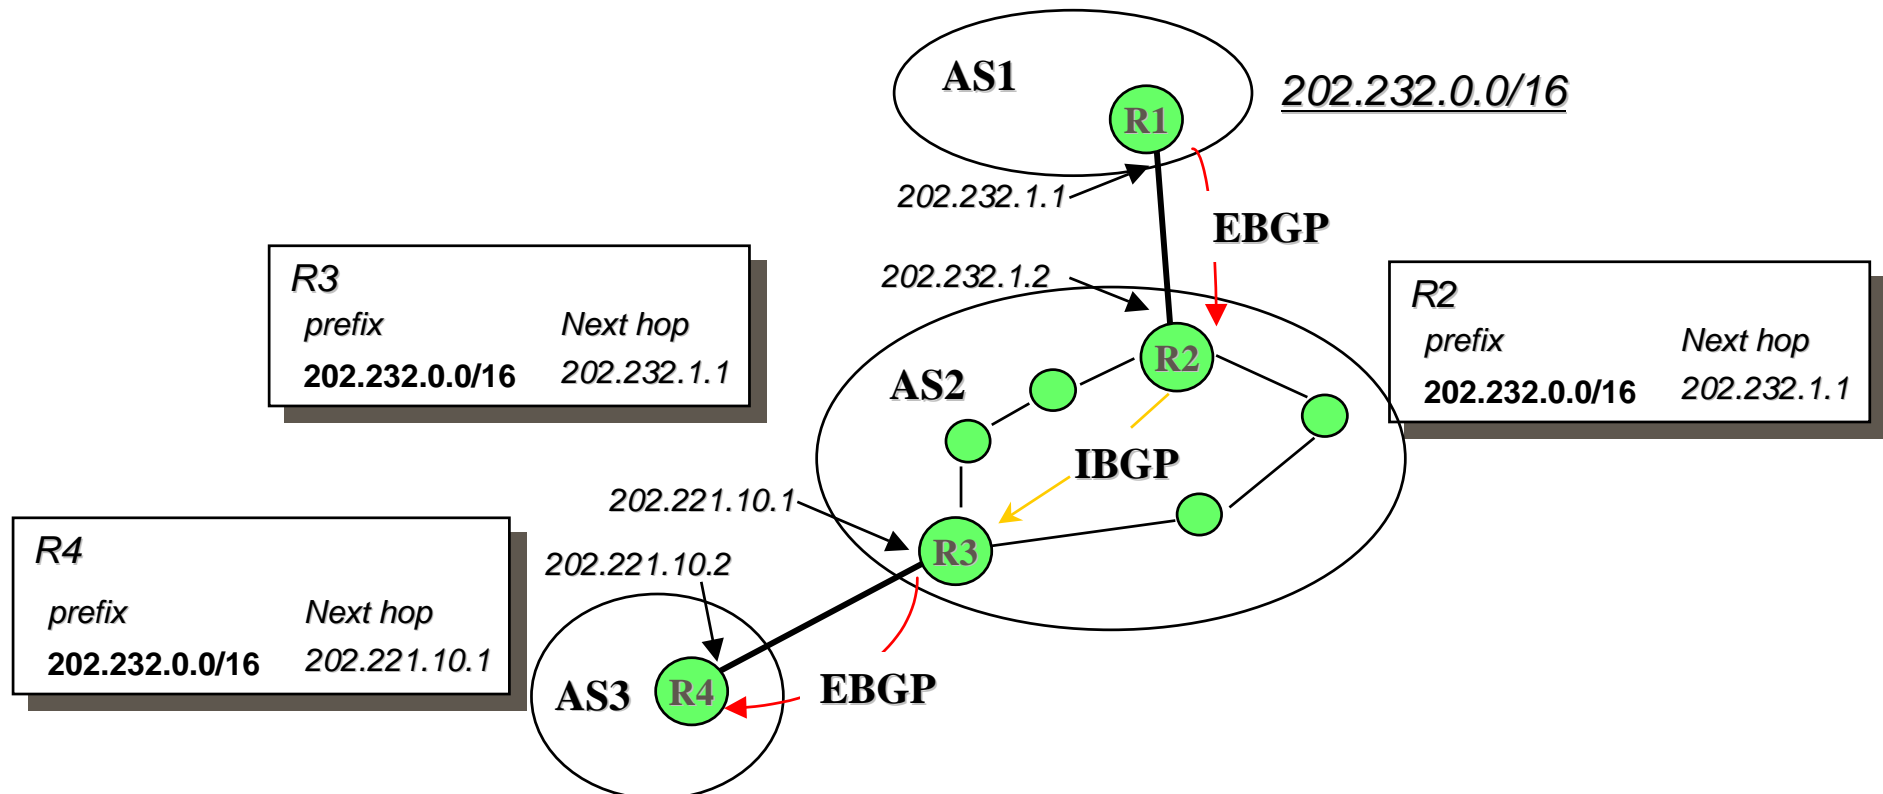 AS1
202.232.0.0/16
R1
202.232.1.1
EBGP
202.232.1.2
R3
prefix Next hop
202.232.0.0/16 202.232.1.1
R2
prefix Next hop
202.232.0.0/16 202.232.1.1
R2
AS2
IBGP
202.221.10.1
R3
202.221.10.2
R4
prefix Next hop
202.232.0.0/16 202.221.10.1
AS3
R4
EBGP